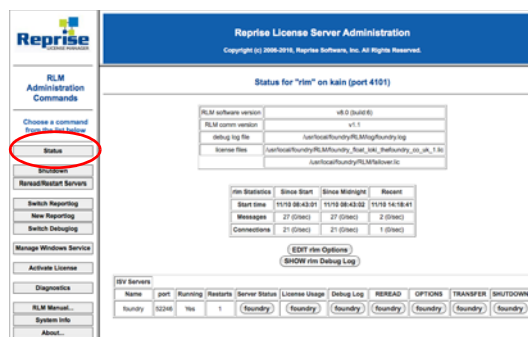 Reprise
LICENSE MANAGER
Reprise License Server Administration
Copyright (c) 2006-2010, Reprise Software, Inc. All Rights Reserved.
RLM
Administration
Commands
Choose a command
from the list below
Status
Shutdown
Reread/Restart Servers
Switch Reportlog
New Reportlog
Switch Debuglog
Manage Windows Service
Activate License
Diagnostics
RLM Manual...
System Info
About...
Status for "rlm" on kain (port 4101)
RLM software version v8.0 (build:6)
RLM comm version v1.1
debug log file /usr/local/foundry/RLM/log/foundry.log
license files /usr/local/foundry/RLM/foundry_float_loki_thefoundry_co_uk_1.lic
/usr/local/foundry/RLM/failover.lic
rlm Statistics Since Start Since Midnight Recent
Start time 11/10 08:43:01 11/10 08:43:02 11/10 14:18:41
Messages 27 (0/sec) 27 (0/sec) 2 (0/sec)
Connections 21 (0/sec) 21 (0/sec) 1 (0/sec)
EDIT rlm Options
SHOW rlm Debug Log
ISV Servers
Name port Running Restarts Server Status License Usage Debug Log REREAD OPTIONS TRANSFER SHUTDOWN
foundry 52246 Yes 1 foundry foundry foundry foundry foundry foundry foundry